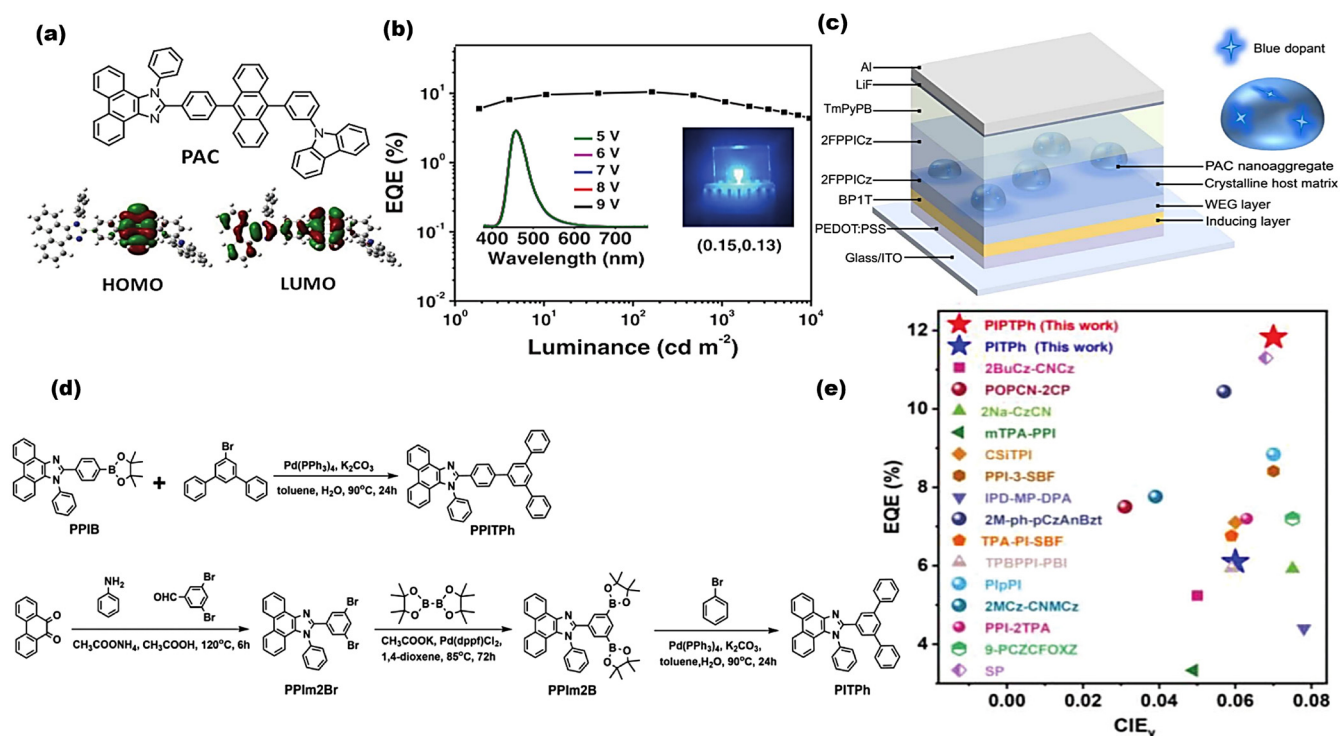 (a)
N
N
N
PAC
HOMO
LUMO
(b)
EQE (%)
10¹
10⁰
10⁻¹
10⁻²
10⁰
10¹
10²
10³
10⁴
Luminance (cd m⁻²)
5 V
6 V
7 V
8 V
9 V
400 500 600 700
Wavelength (nm)
(0.15,0.13)
(c)
Al
LiF
TmPyPB
2FPPICz
2FPPICz
BP1T
PEDOT:PSS
Glass/ITO
Blue dopant
PAC nanoaggregate
Crystalline host matrix
WEG layer
Inducing layer
(d)
N
N
B
O
O
PPIB
+
Br
Pd(PPh₃)₄, K₂CO₃
toluene, H₂O, 90°C, 24h
N
N
PPITPh
O
O
NH₂
OHC
Br
Br
CH₃COONH₄, CH₃COOH, 120°C, 6h
N
N
Br
Br
PPIm2Br
O
O
B-B
O
O
CH₃COOK, Pd(dppf)Cl₂,
1,4-dioxene, 85°C, 72h
N
N
O
B
O
B
O
O
PPIm2B
Br
Pd(PPh₃)₄, K₂CO₃,
toluene,H₂O, 90°C, 24h
N
N
PITPh
(e)
EQE (%)
12
10
8
6
4
0.00
0.02
0.04
0.06
0.08
CIEy
PIPTPh (This work)
PITPh (This work)
2BuCz-CNCz
POPCN-2CP
2Na-CzCN
mTPA-PPI
CSiTPI
PPI-3-SBF
IPD-MP-DPA
2M-ph-pCzAnBzt
TPA-PI-SBF
TPBPPI-PBI
PIpPI
2MCz-CNMCz
PPI-2TPA
9-PCZCFOXZ
SP